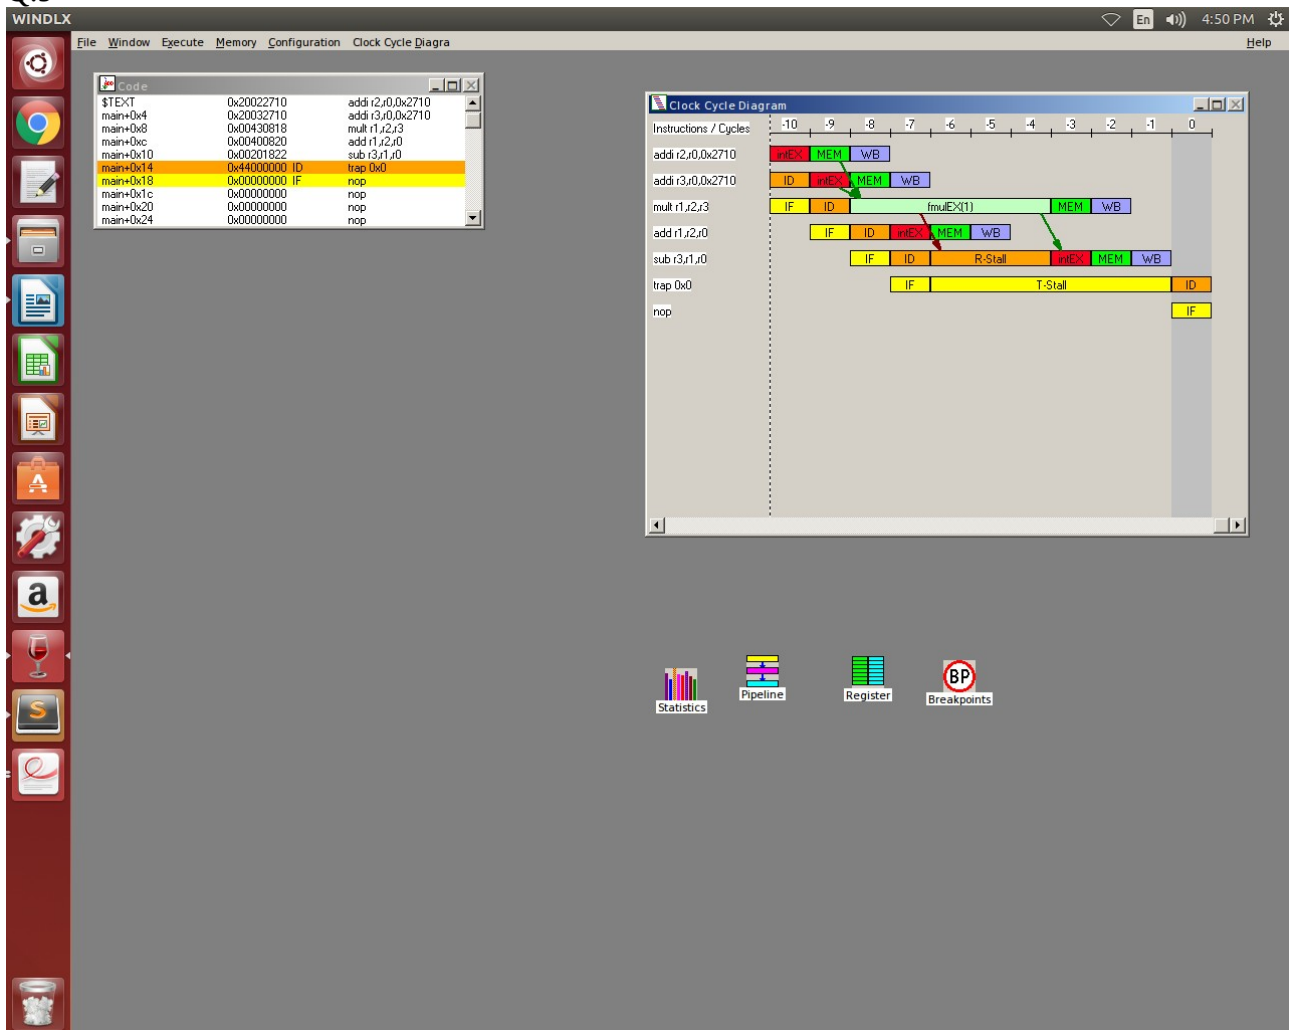 WINDLX En 4:50 PM
File Window Execute Memory Configuration Clock Cycle Diagra Help
Code
$TEXT 0x20022710 addi r2,r0,0x2710
main+0x4 0x20032710 addi r3,r0,0x2710
main+0x8 0x00430818 mult r1,r2,r3
main+0xc 0x00400820 add r1,r2,r0
main+0x10 0x00201822 sub r3,r1,r0
main+0x14 0x44000000 ID trap 0x0
main+0x18 0x00000000 IF nop
main+0x1c 0x00000000 nop
main+0x20 0x00000000 nop
main+0x24 0x00000000 nop
Clock Cycle Diagram
Instructions / Cycles -10 -9 -8 -7 -6 -5 -4 -3 -2 -1 0
addi r2,r0,0x2710 intEX MEM WB
addi r3,r0,0x2710 ID intEX MEM WB
mult r1,r2,r3 IF ID fmulEX(1) MEM WB
add r1,r2,r0 IF ID intEX MEM WB
sub r3,r1,r0 IF ID R-Stall intEX MEM WB
trap 0x0 IF T-Stall ID
nop IF
Statistics
Pipeline
Register
BP
Breakpoints
A
a
S